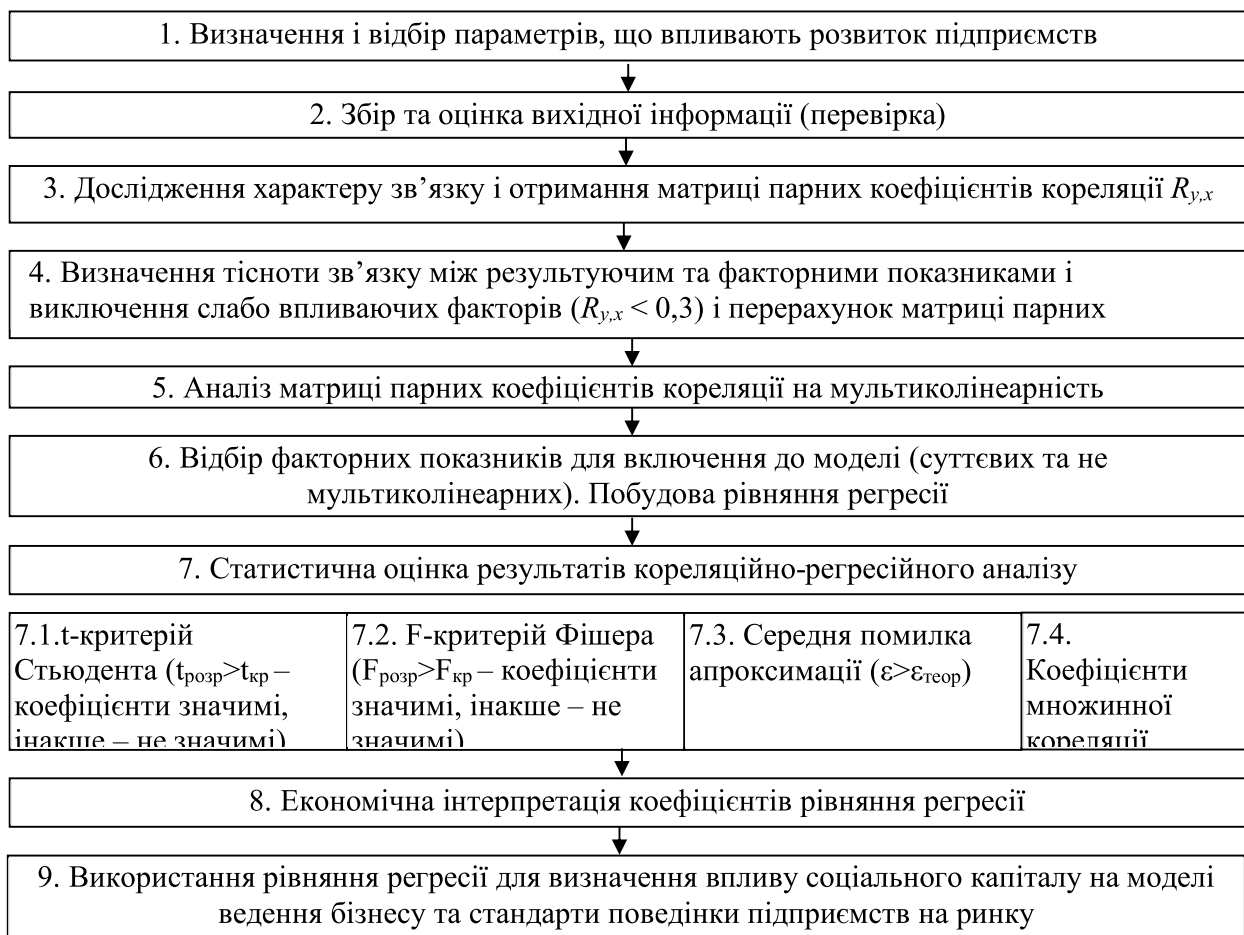 1. Визначення і відбір параметрів, що впливають розвиток підприємств
2. Збір та оцінка вихідної інформації (перевірка)
3. Дослідження характеру зв’язку і отримання матриці парних коефіцієнтів кореляції Ry,x
4. Визначення тісноти зв’язку між результуючим та факторними показниками і
виключення слабо впливаючих факторів (Ry,x < 0,3) і перерахунок матриці парних
5. Аналіз матриці парних коефіцієнтів кореляції на мультиколінеарність
6. Відбір факторних показників для включення до моделі (суттєвих та не
мультиколінеарних). Побудова рівняння регресії
7. Статистична оцінка результатів кореляційно-регресійного аналізу
7.1.t-критерій
Стьюдента (tрозр>tкр –
коефіцієнти значимі,
інакше – не значимі)
7.2. F-критерій Фішера
(Fрозр>Fкр – коефіцієнти
значимі, інакше – не
значимі)
7.3. Середня помилка
апроксимації (ε>εтеор)
7.4.
Коефіцієнти
множинної
кореляції
8. Економічна інтерпретація коефіцієнтів рівняння регресії
9. Використання рівняння регресії для визначення впливу соціального капіталу на моделі
ведення бізнесу та стандарти поведінки підприємств на ринку